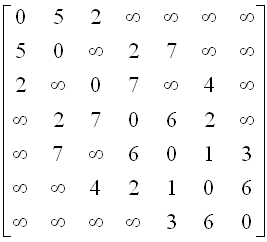 0 5 2 ∞ ∞ ∞ ∞
5 0 ∞ 2 7 ∞ ∞
2 ∞ 0 7 ∞ 4 ∞
∞ 2 7 0 6 2 ∞
∞ 7 ∞ 6 0 1 3
∞ ∞ 4 2 1 0 6
∞ ∞ ∞ ∞ 3 6 0